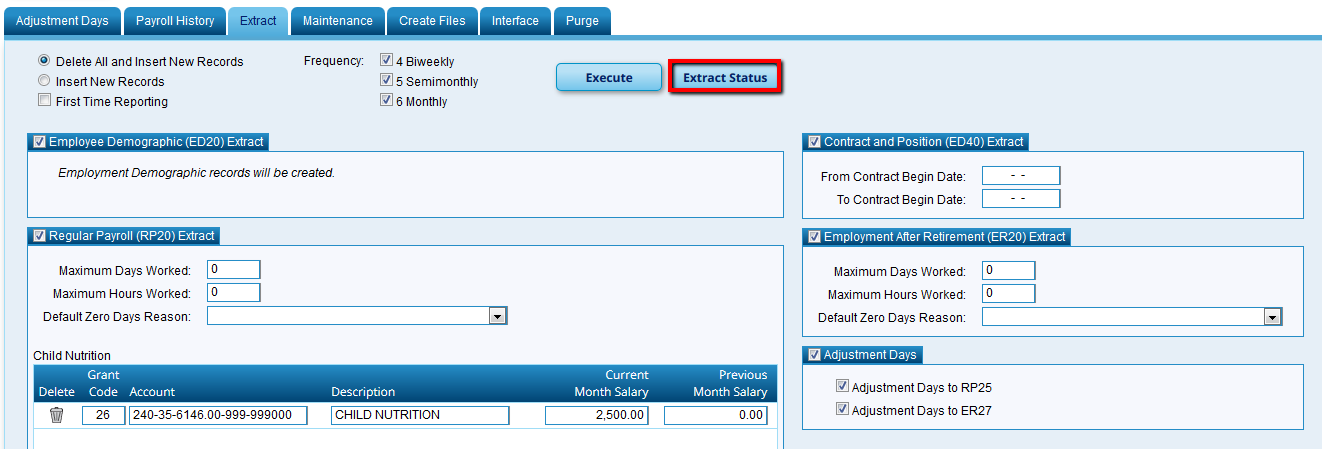 Adjustment Days Payroll History Extract Maintenance Create Files Interface Purge
Delete All and Insert New Records
Insert New Records
First Time Reporting
Frequency: 4 Biweekly
5 Semimonthly
6 Monthly
Execute Extract Status
Employee Demographic (ED20) Extract
Employment Demographic records will be created.
Contract and Position (ED40) Extract
From Contract Begin Date: - -
To Contract Begin Date: - -
Regular Payroll (RP20) Extract
Maximum Days Worked: 0
Maximum Hours Worked: 0
Default Zero Days Reason:
Employment After Retirement (ER20) Extract
Maximum Days Worked: 0
Maximum Hours Worked: 0
Default Zero Days Reason:
Child Nutrition
Delete Grant Code Account Description Current Month Salary Previous Month Salary
26 240-35-6146.00-999-999000 CHILD NUTRITION 2,500.00 0.00
Adjustment Days
Adjustment Days to RP25
Adjustment Days to ER27